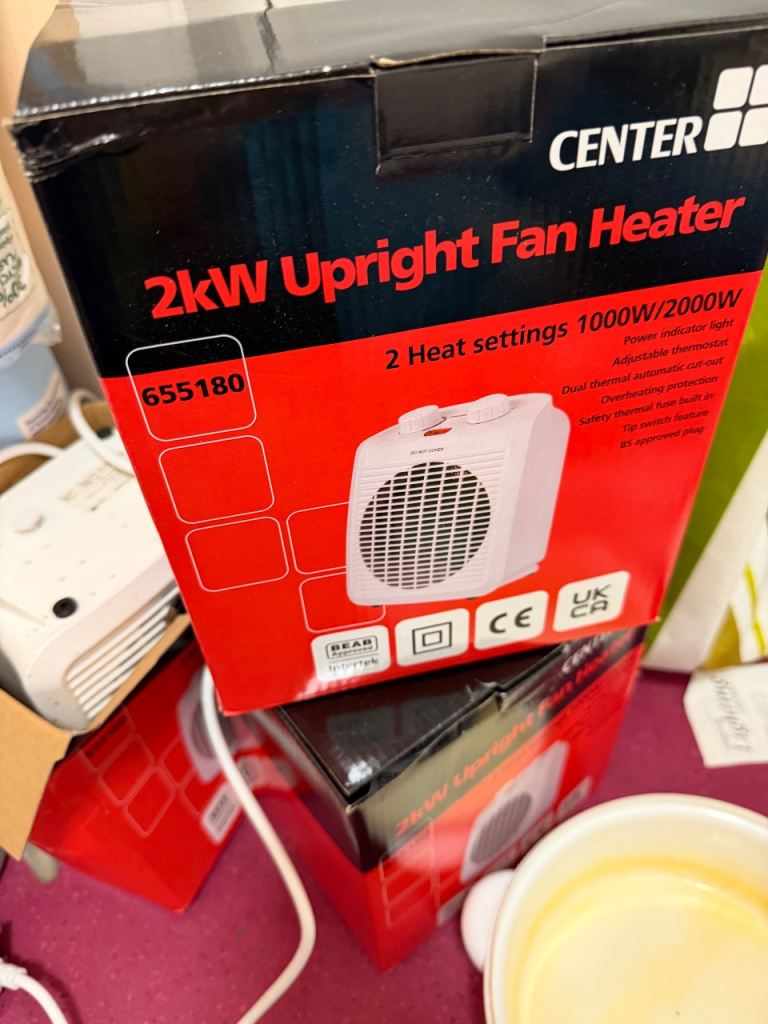 CENTER
2kW Upright Fan Heater
2 Heat settings 1000W/2000W
Power indicator light
Adjustable thermostat
Dual thermal automatic cut-out
Overheating protection
Safety thermal fuse built in
Tip switch feature
BS approved plug
655180
DO NOT COVER
BEAB
Approved
Intertek
CE
UK
CA
CENTER
2kW Upright Fan Heater